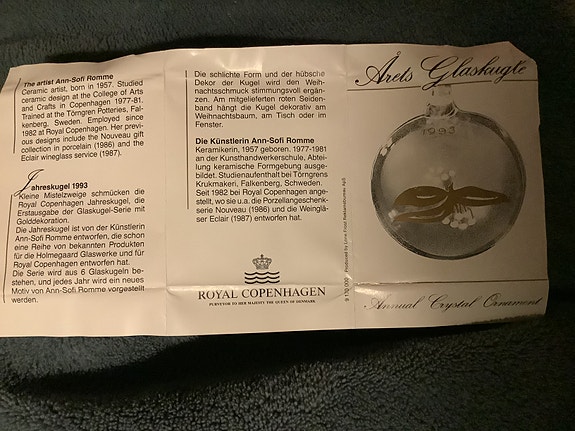 The artist Ann-Sofi Romme
Ceramic artist, born in 1957. Studied
ceramic design at the College of Arts
and Crafts in Copenhagen 1977-81.
Trained at the Törngren Potteries, Fal-
kenberg, Sweden. Employed since
1982 at Royal Copenhagen. Her previ-
ous designs include the Nouveau gift
collection in porcelain (1986) and the
Eclair wineglass service (1987).
Jahreskugel 1993
Kleine Mistelzweige schmücken die
Royal Copenhagen Jahreskugel, die
Erstausgabe der Glaskugel-Serie mit
Golddekoration.
Die Jahreskugel ist von der Künstlerin
Ann-Sofi Romme entworfen, die schon
eine Reihe von bekannten Produkten
für die Holmegaard Glaswerke und für
Royal Copenhagen entworfen hat.
Die Serie wird aus 6 Glaskugeln be-
stehen, und jedes Jahr wird ein neues
Motiv von Ann-Sofi Romme vorgestellt
werden.
Die schlichte Form und der hübsche
Dekor der Kugel wird den Weih-
nachtsschmuck stimmungsvoll ergän-
zen. Am mitgelieferten roten Seiden-
band hängt die Kugel dekorativ am
Weihnachtsbaum, am Tisch oder im
Fenster.
Die Künstlerin Ann-Sofi Romme
Keramikerin, 1957 geboren. 1977-1981
an der Kunsthandwerkerschule, Abtei-
lung keramische Formgebung ausge-
bildet. Studienaufenthalt bei Törngrens
Krukmakeri, Falkenberg, Schweden.
Seit 1982 bei Royal Copenhagen ange-
stellt, wo sie u.a. die Porzellangeschenk-
serie Nouveau (1986) und die Weinglä-
ser Eclair (1987) entworfen hat.
ROYAL COPENHAGEN
PURVEYOR TO HER MAJESTY THE QUEEN OF DENMARK
9 170 000 Produced by Love Food Reklamebureau ApS
Årets Glaskugle
1993
Annual Crystal Ornament